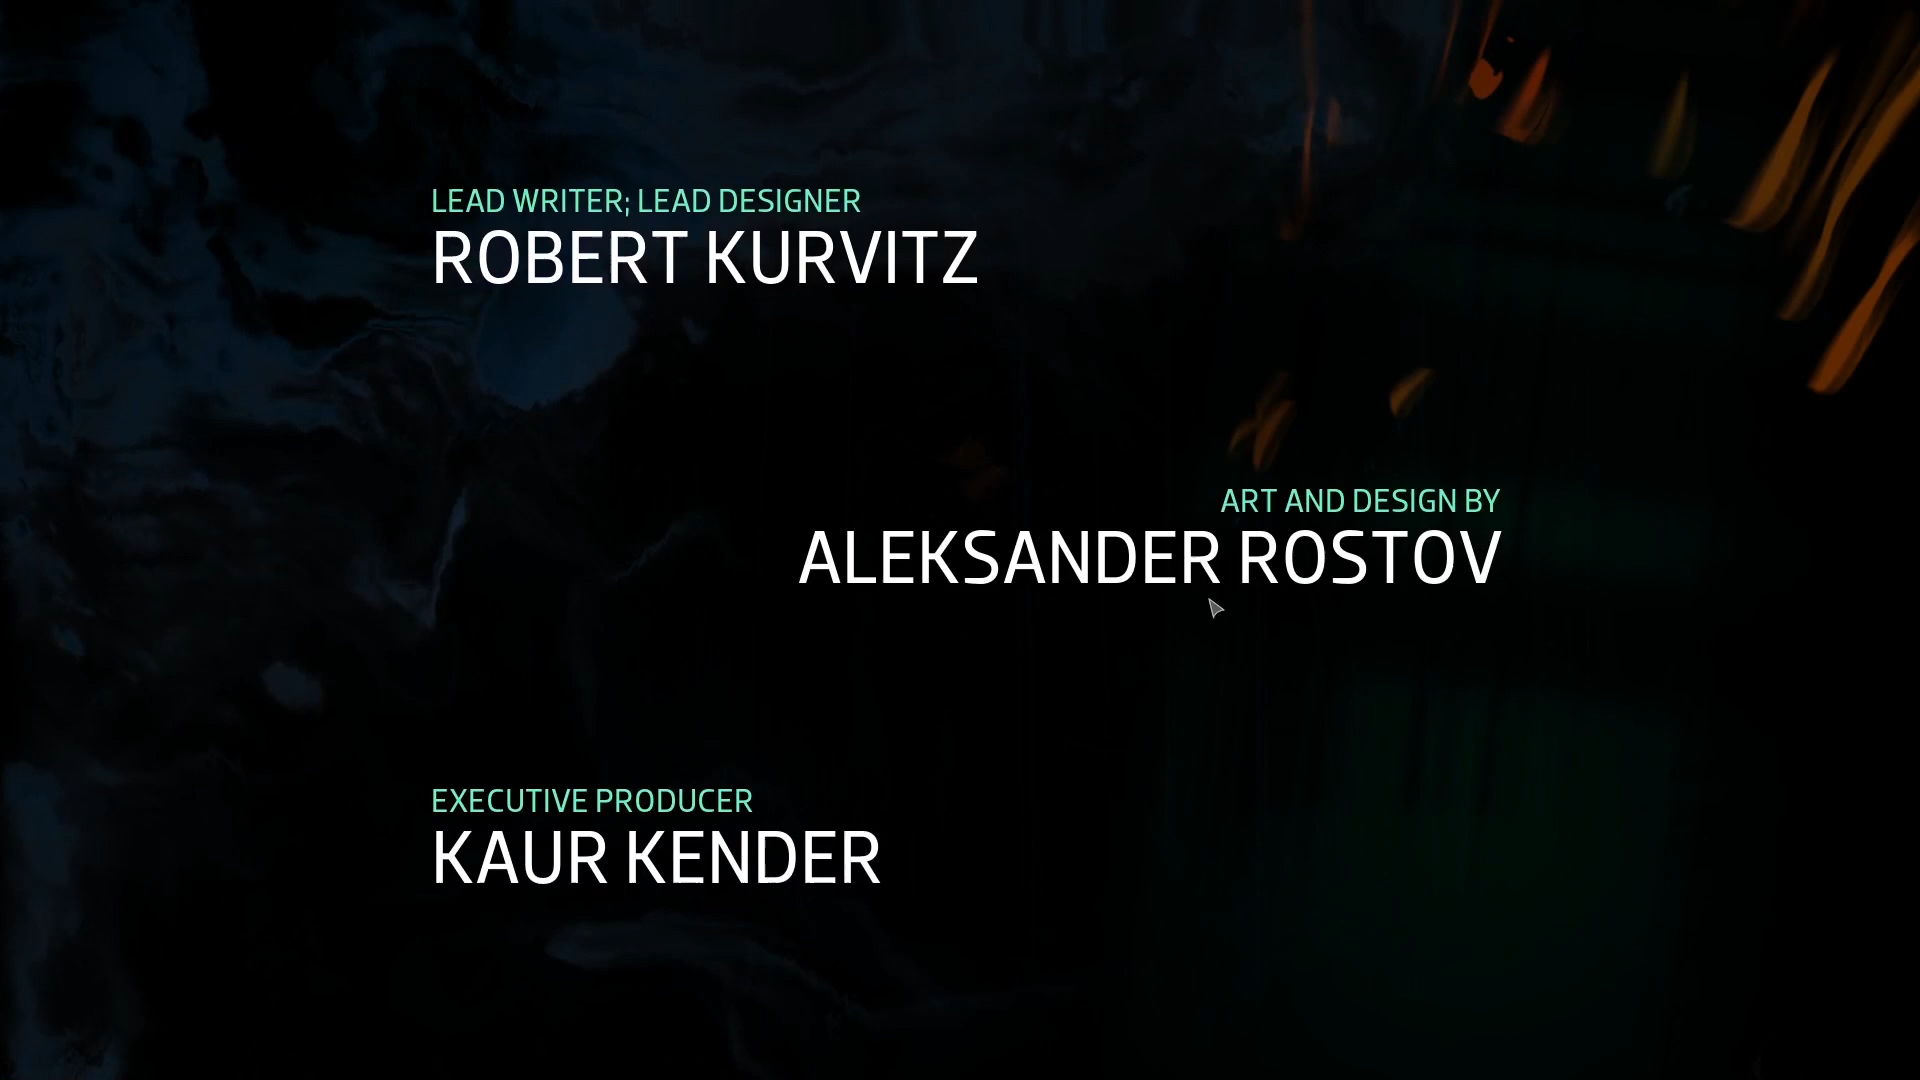 LEAD WRITER; LEAD DESIGNER
ROBERT KURVITZ
ART AND DESIGN BY
ALEKSANDER ROSTOV
EXECUTIVE PRODUCER
KAUR KENDER